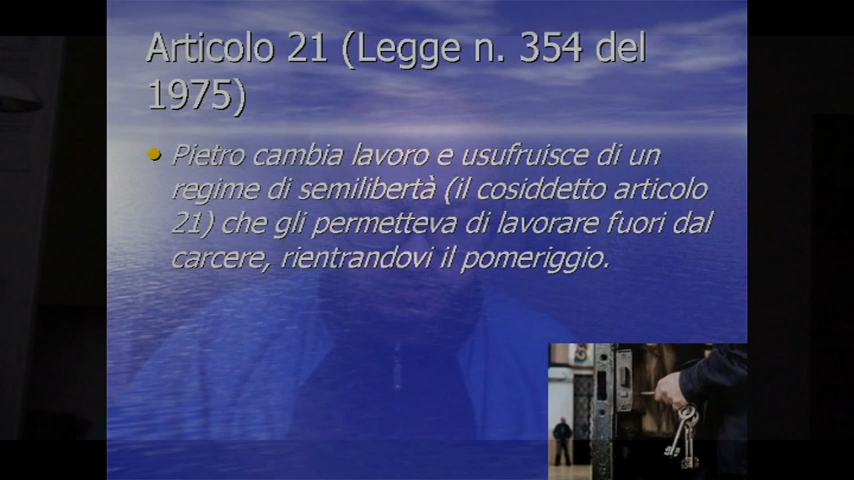 Articolo 21 (Legge n. 354 del
1975)
Pietro cambia lavoro e usufruisce di un
regime di semilibertà (il cosiddetto articolo
21) che gli permetteva di lavorare fuori dal
carcere, rientrandovi il pomeriggio.